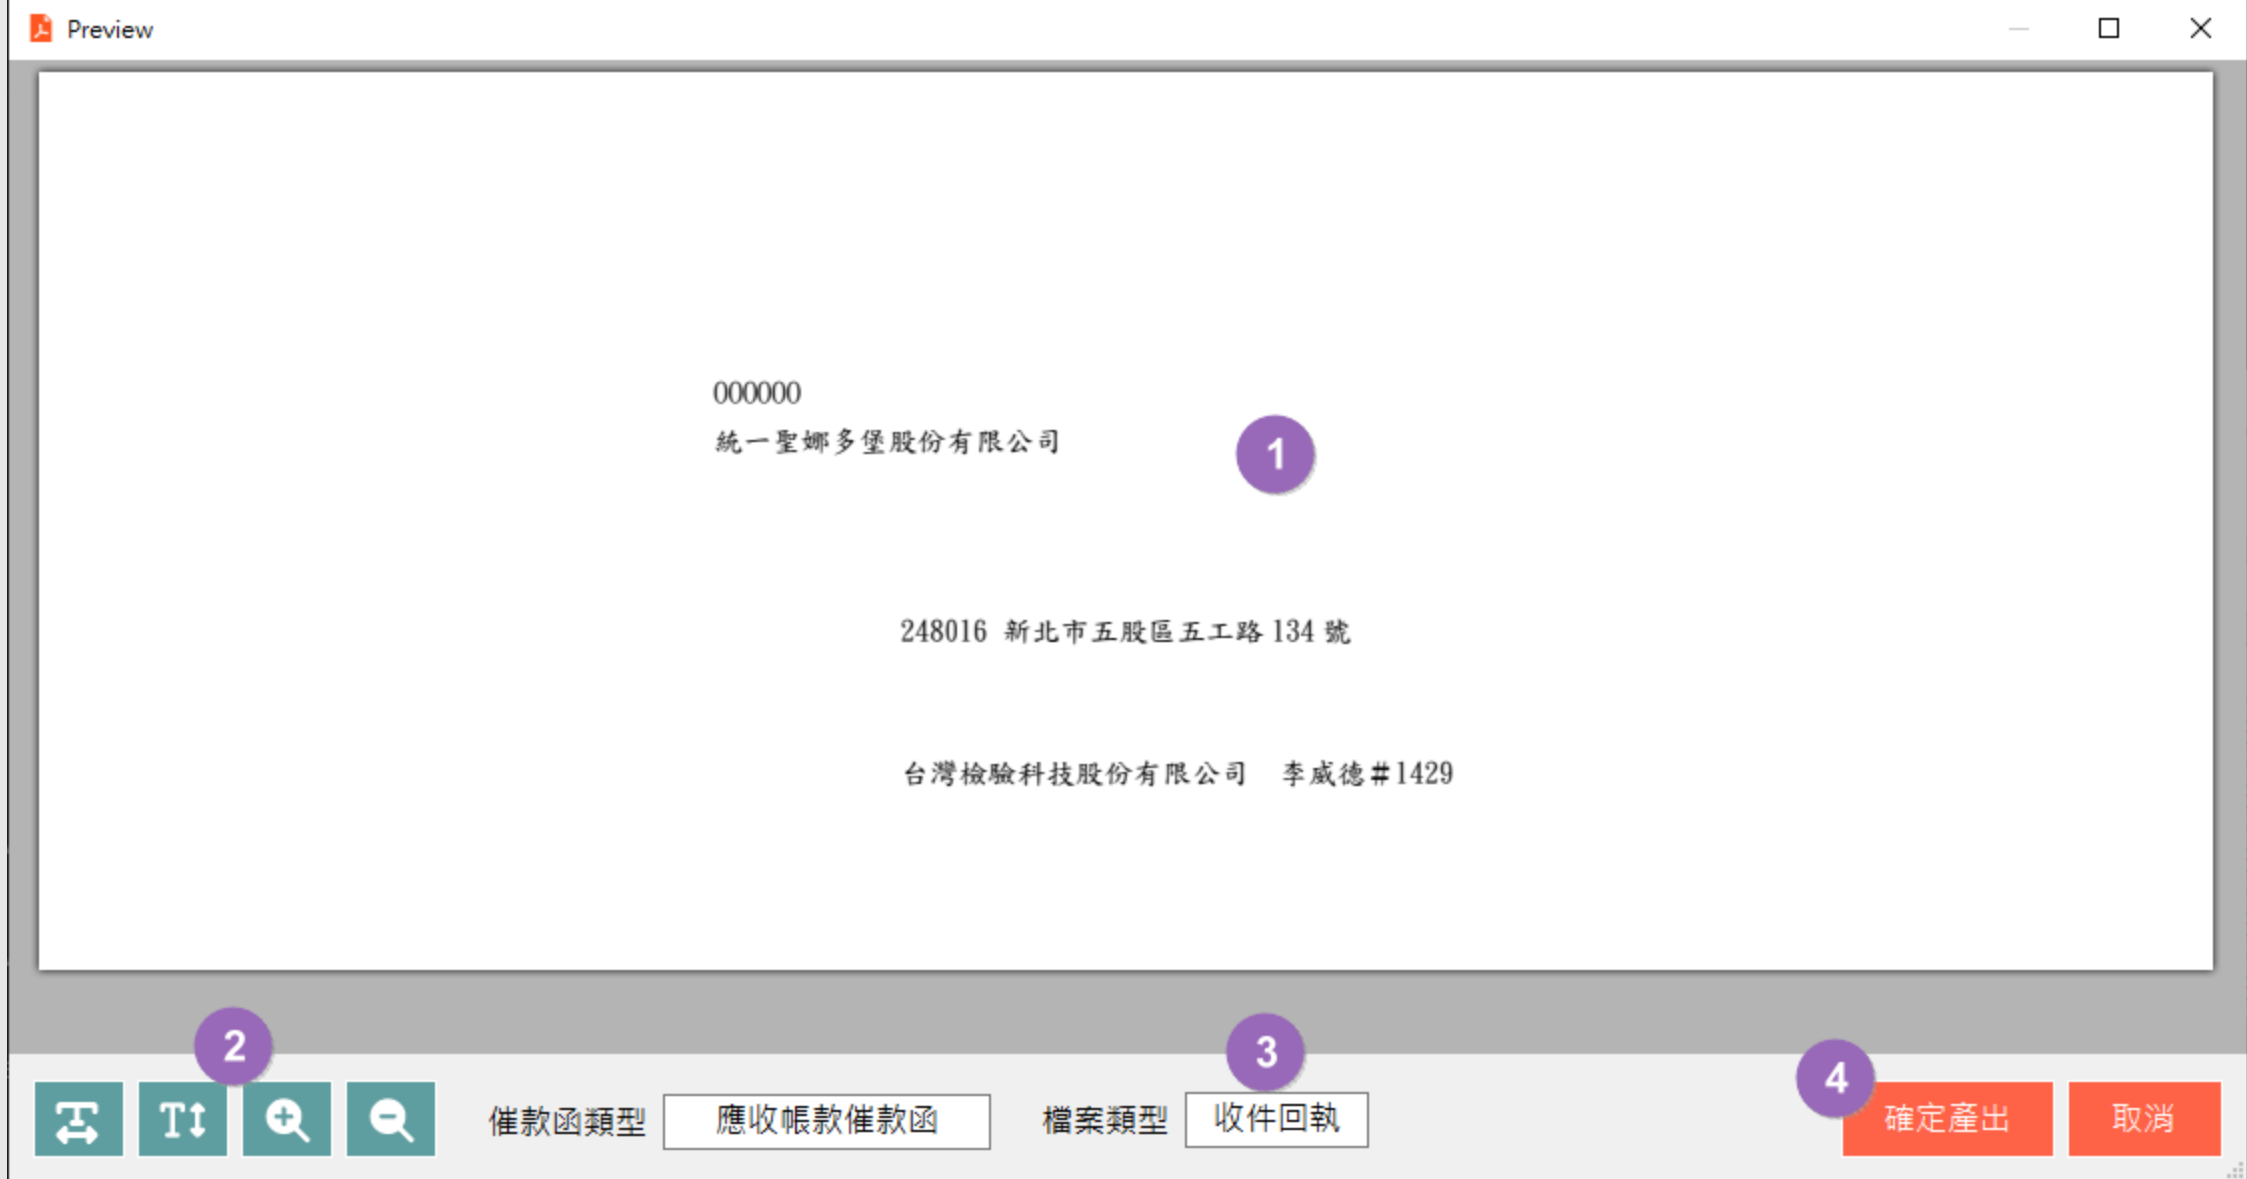 Preview
000000
統一聖娜多堡股份有限公司
1
248016 新北市五股區五工路134號
台灣檢驗科技股份有限公司 李威德#1429
2
3
4
催款函類型 應收帳款催款函 檔案類型 收件回執 確定產出 取消